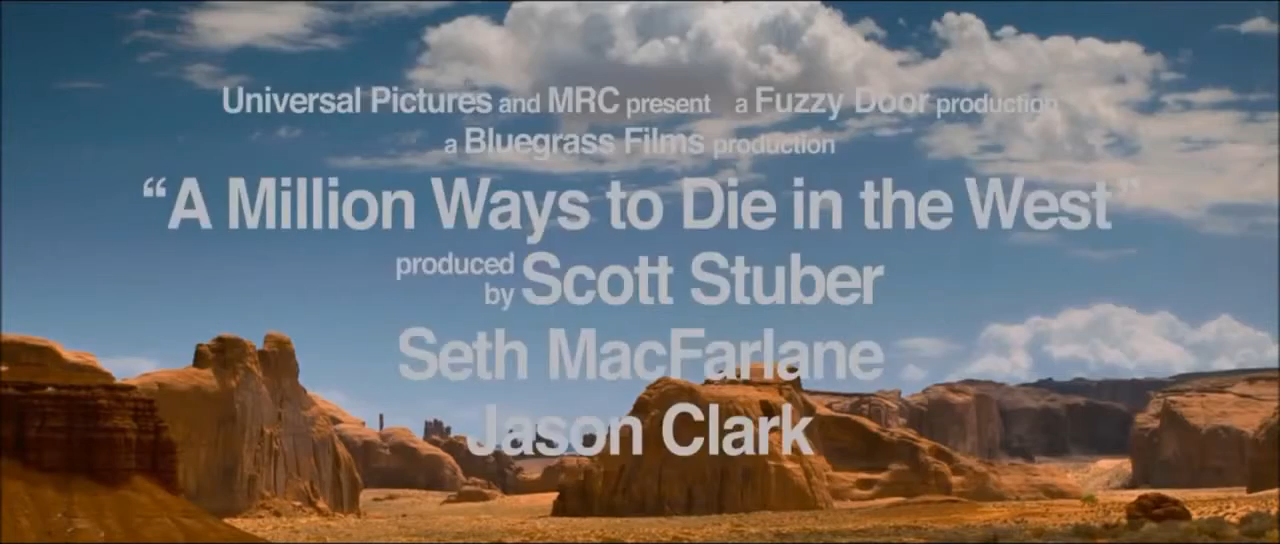 Universal Pictures and MRC present a Fuzzy Door production
a Bluegrass Films production
“A Million Ways to Die in the West”
produced by Scott Stuber
Seth MacFarlane
Jason Clark